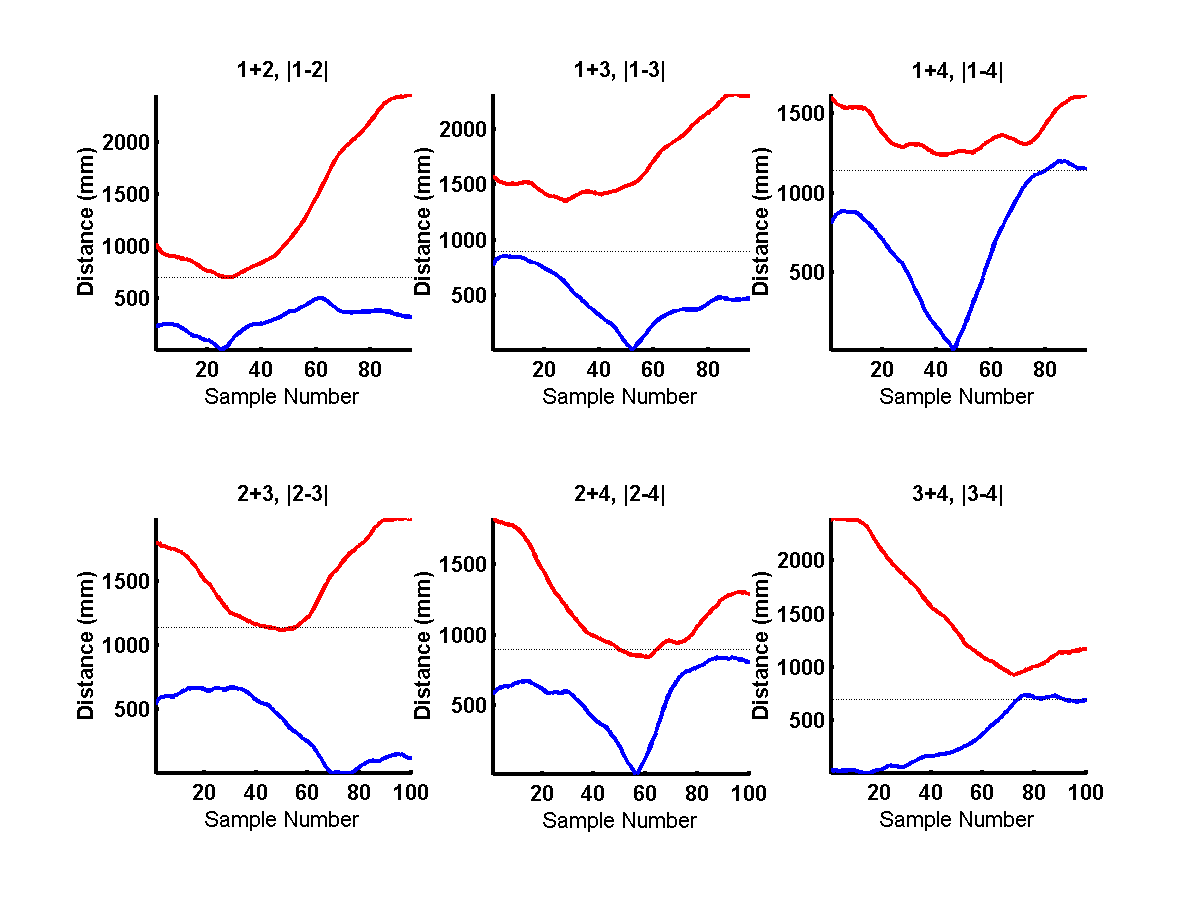 1+2, |1-2|
1+3, |1-3|
1+4, |1-4|
Distance (mm)
2000
1500
1000
500
20 40 60 80
Sample Number
Distance (mm)
2000
1500
1000
500
20 40 60 80
Sample Number
Distance (mm)
1500
1000
500
20 40 60 80
Sample Number
2+3, |2-3|
2+4, |2-4|
3+4, |3-4|
Distance (mm)
1500
1000
500
20 40 60 80 100
Sample Number
Distance (mm)
1500
1000
500
20 40 60 80 100
Sample Number
Distance (mm)
2000
1500
1000
500
20 40 60 80 100
Sample Number